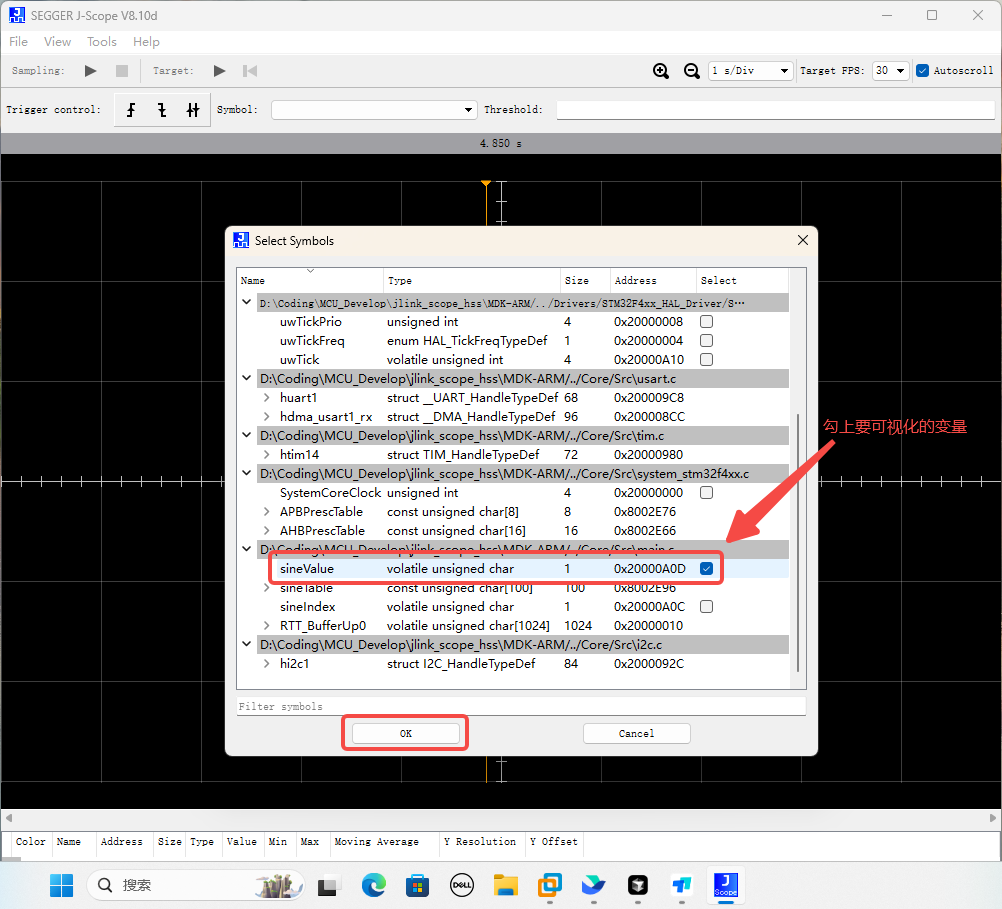 SEGGER J-Scope V8.10d
File View Tools Help
Sampling: Target: 1 s/Div Target FPS: 30 Autoscroll
Trigger control: Symbol: Threshold:
4.850 s
Select Symbols
Name Type Size Address Select
D:\Coding\MCU_Develop\jlink_scope_hss\MDK-ARM/../Drivers/STM32F4xx_HAL_Driver/S⋯
uwTickPrio unsigned int 4 0x20000008
uwTickFreq enum HAL_TickFreqTypeDef 1 0x20000004
uwTick volatile unsigned int 4 0x20000A10
D:\Coding\MCU_Develop\jlink_scope_hss\MDK-ARM/../Core/Src\usart.c
huart1 struct __UART_HandleTypeDef 68 0x200009C8
hdma_usart1_rx struct __DMA_HandleTypeDef 96 0x200008CC
D:\Coding\MCU_Develop\jlink_scope_hss\MDK-ARM/../Core/Src\tim.c
htim14 struct TIM_HandleTypeDef 72 0x20000980
D:\Coding\MCU_Develop\jlink_scope_hss\MDK-ARM/../Core/Src\system_stm32f4xx.c
SystemCoreClock unsigned int 4 0x20000000
APBPrescTable const unsigned char[8] 8 0x8002E76
AHBPrescTable const unsigned char[16] 16 0x8002E66
D:\Coding\MCU_Develop\jlink_scope_hss\MDK-ARM/../Core/Src\main.c
sineValue volatile unsigned char 1 0x20000A0D
sineTable const unsigned char[100] 100 0x8002E96
sineIndex volatile unsigned char 1 0x20000A0C
RTT_BufferUp0 volatile unsigned char[1024] 1024 0x20000010
D:\Coding\MCU_Develop\jlink_scope_hss\MDK-ARM/../Core/Src\i2c.c
hi2c1 struct I2C_HandleTypeDef 84 0x2000092C
Filter symbols
OK Cancel
勾上要可视化的变量
Color Name Address Size Type Value Min Max Moving Average Y Resolution Y Offset
搜索 DELL J Scope